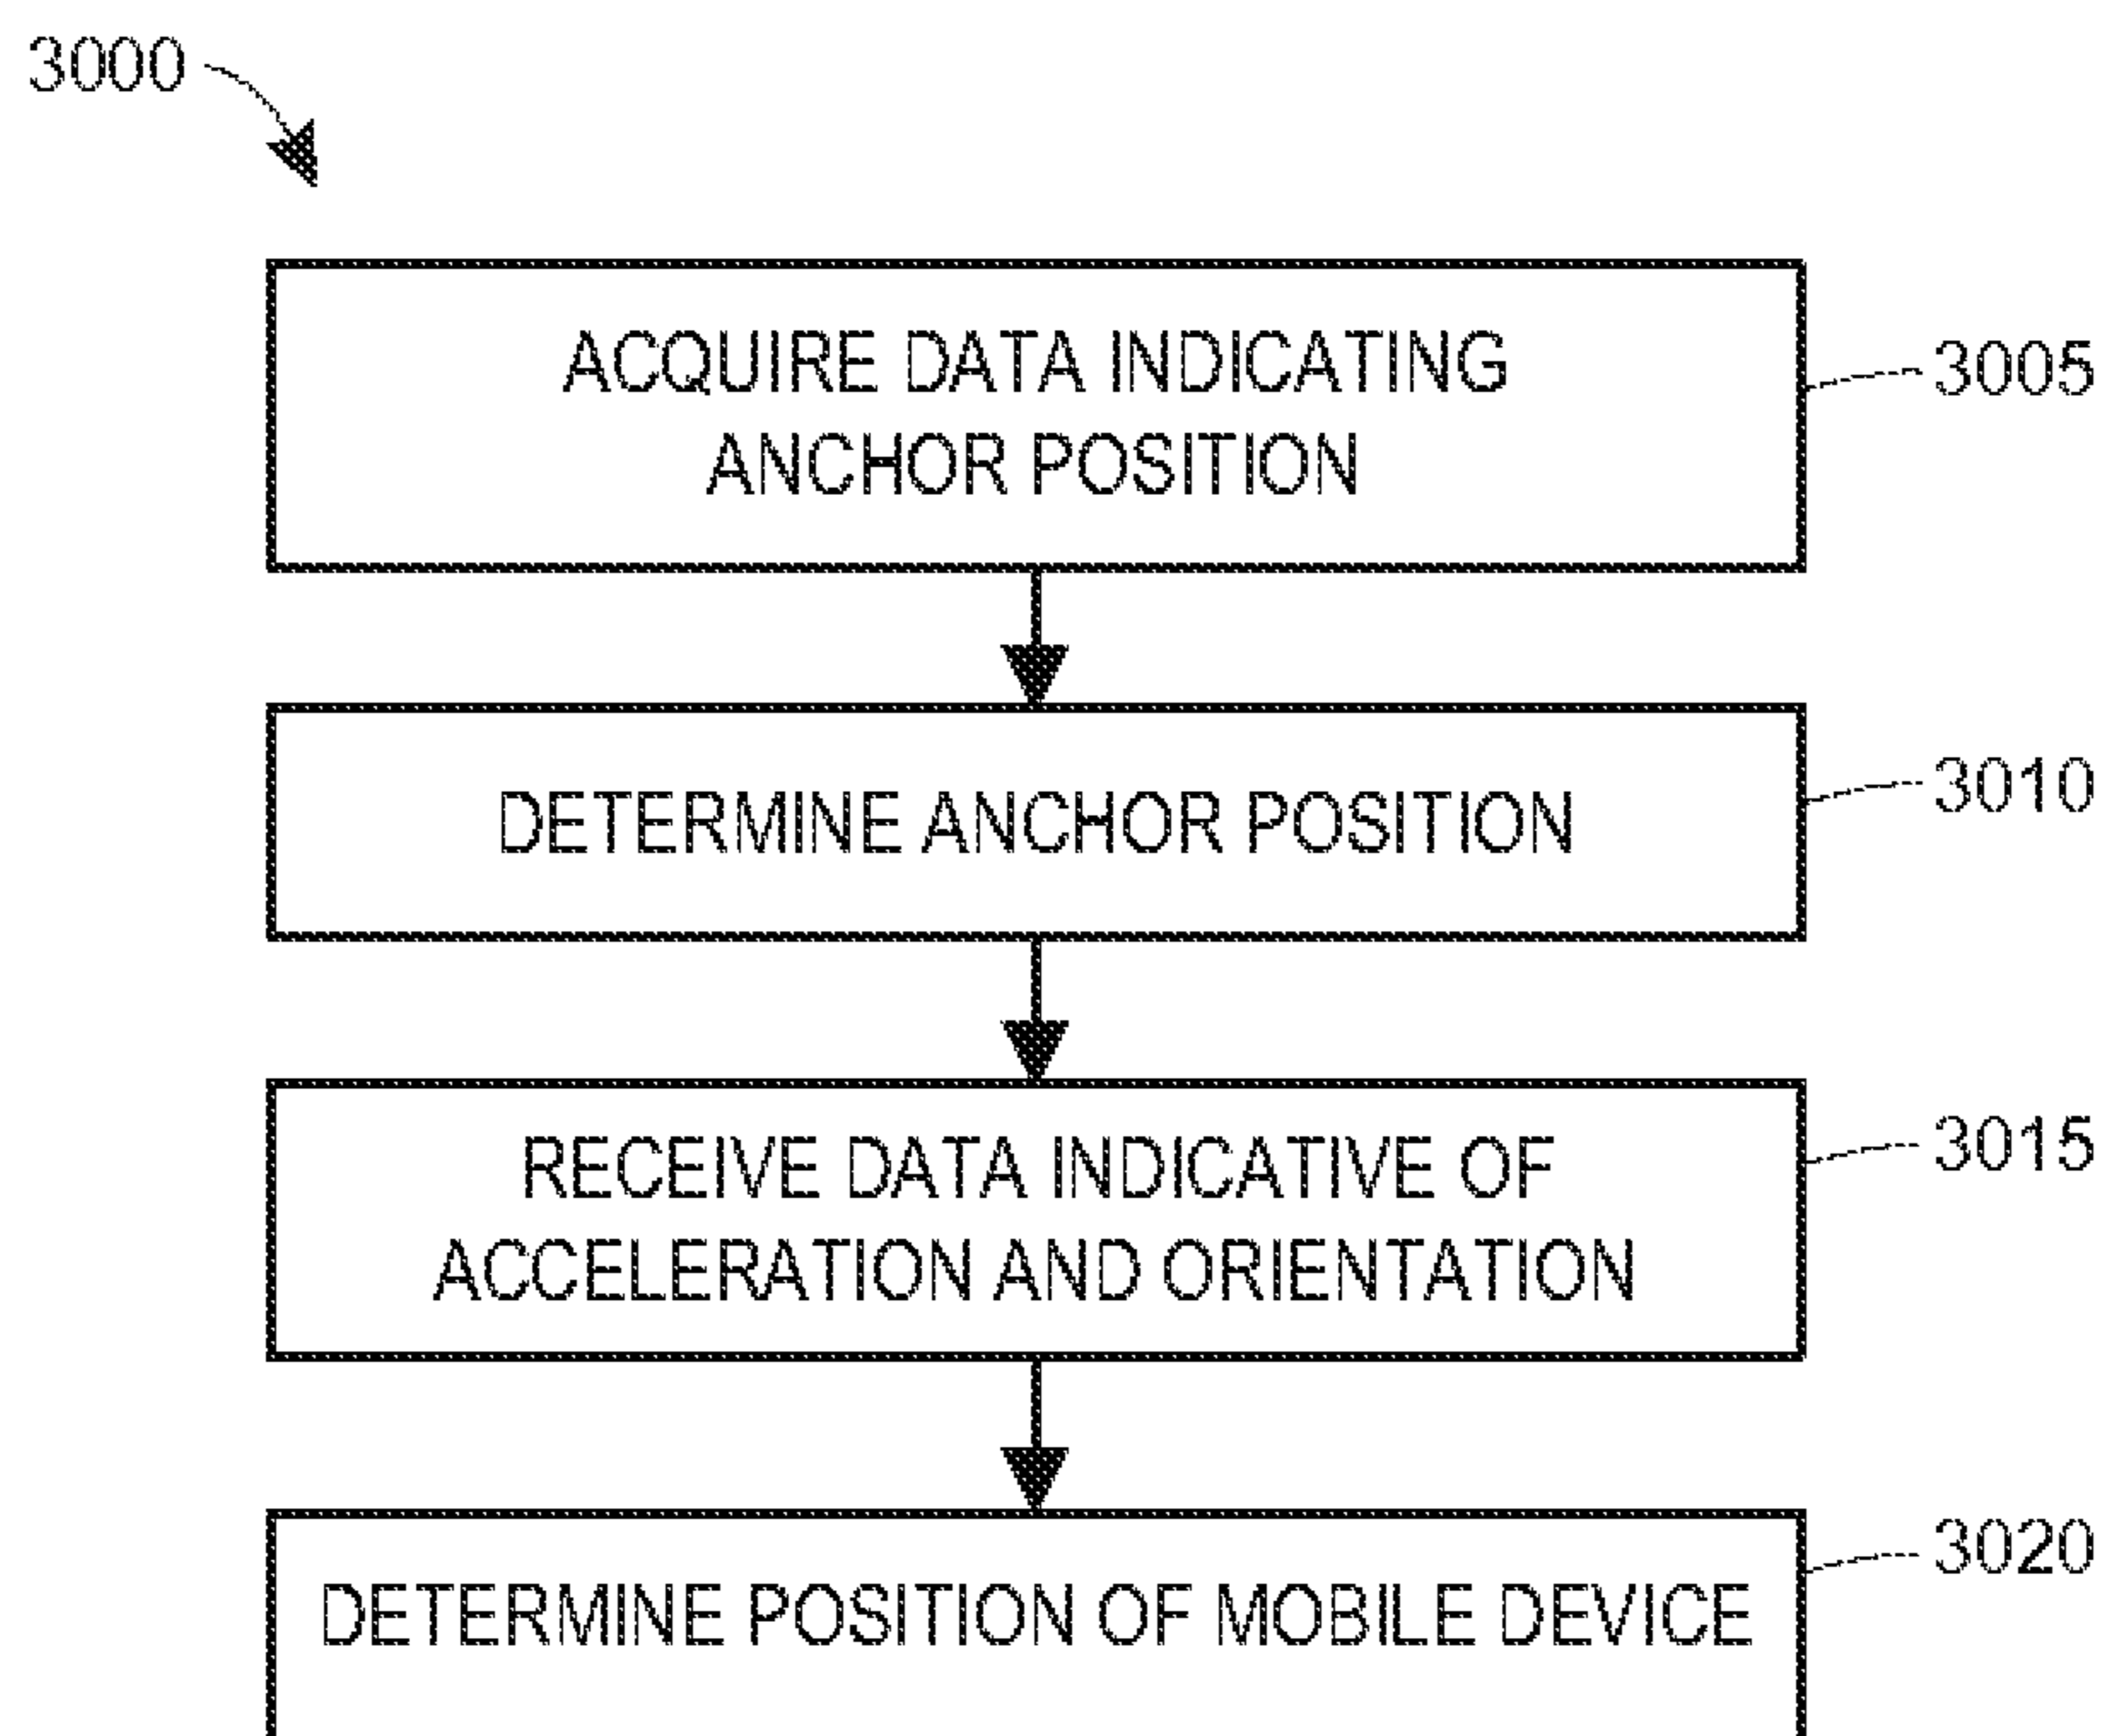 3000
ACQUIRE DATA INDICATING
ANCHOR POSITION
3005
DETERMINE ANCHOR POSITION
3010
RECEIVE DATA INDICATIVE OF
ACCELERATION AND ORIENTATION
3015
DETERMINE POSITION OF MOBILE DEVICE
3020